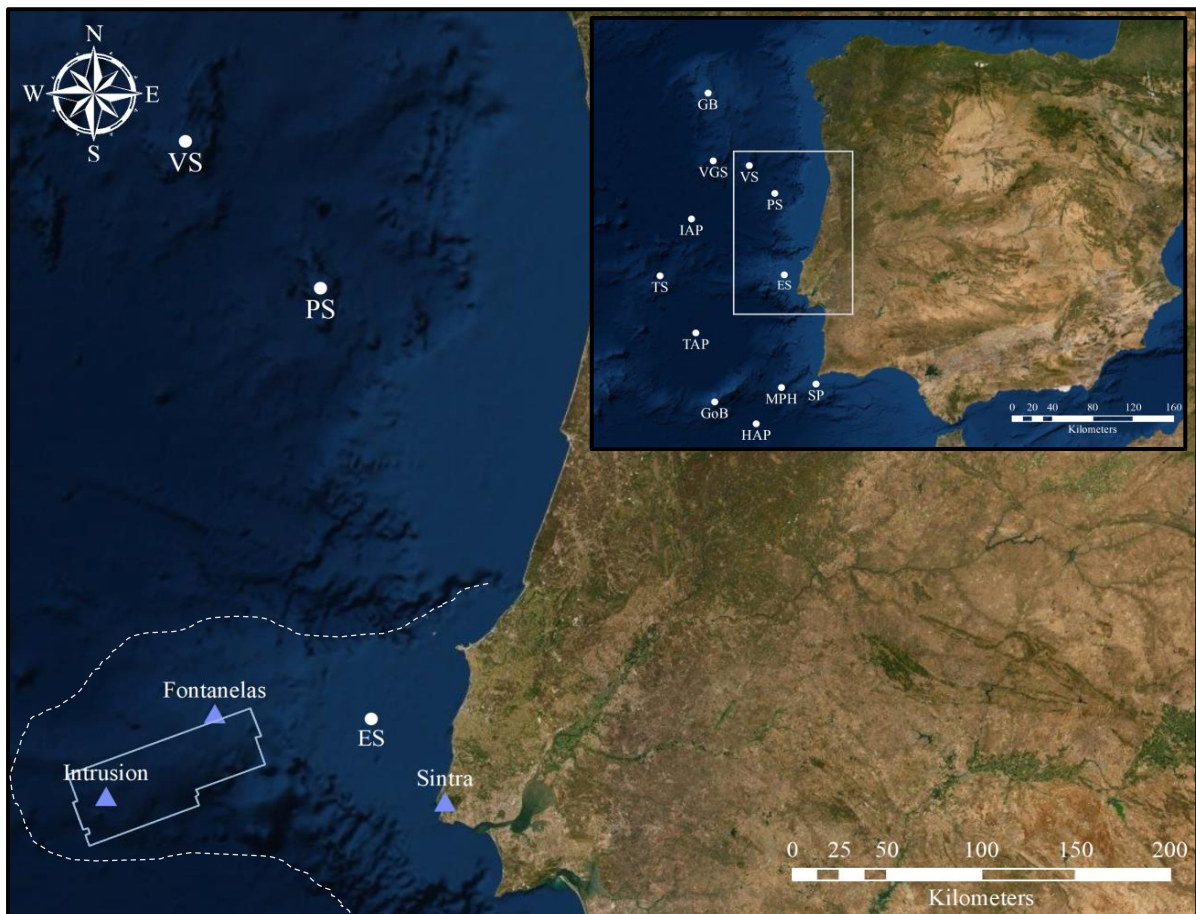 N
W E
S
VS
PS
Fontanelas
ES
Intrusion
Sintra
0 25 50 100 150 200
Kilometers
GB
VGS
VS
PS
IAP
TS
ES
TAP
MPH
SP
GoB
HAP
0 20 40 80 120 160
Kilometers